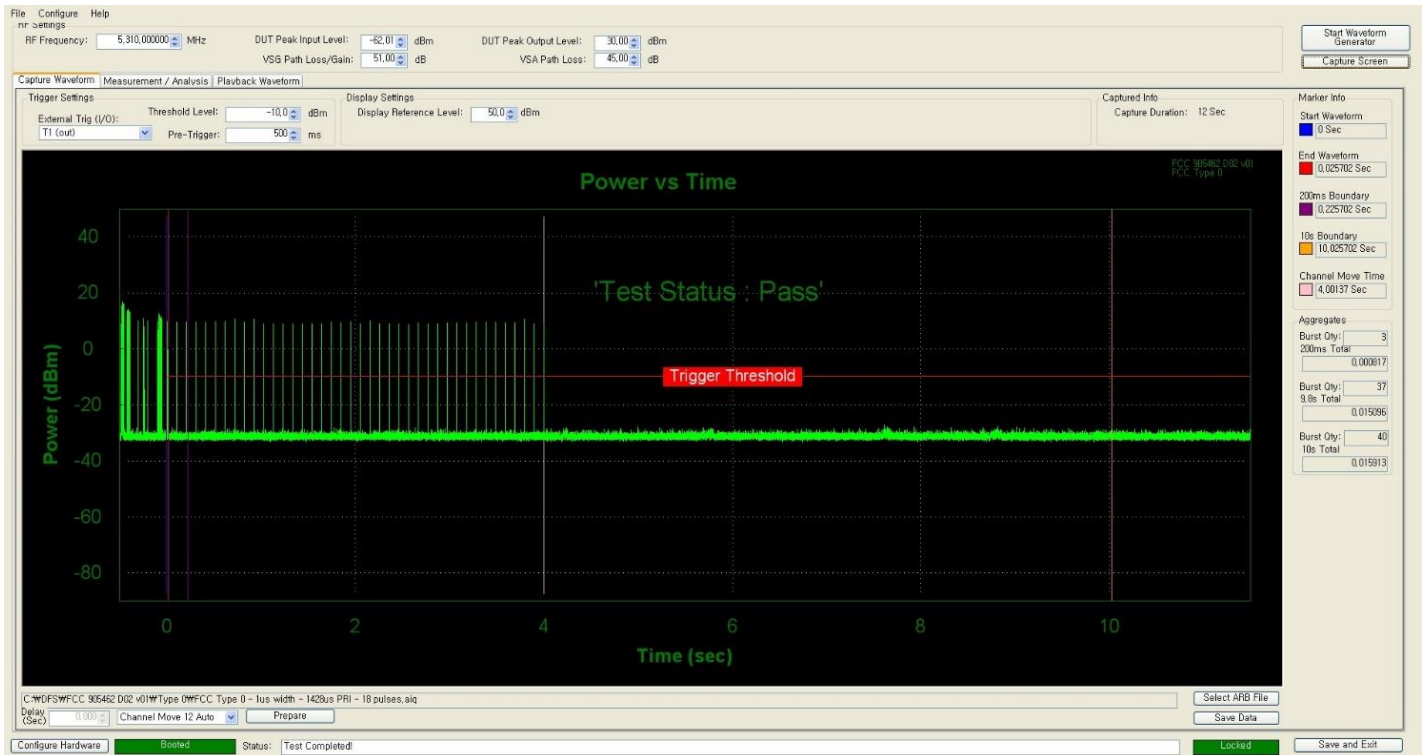 File Configure Help
RF Settings
RF Frequency: 5,310,000000 MHz
DUT Peak Input Level: -62,01 dBm
DUT Peak Output Level: 30,00 dBm
VSG Path Loss/Gain: 51,00 dB
VSA Path Loss: 45,00 dB
Start Waveform
Generator
Capture Screen
Capture Waveform Measurement / Analysis Playback Waveform
Trigger Settings
External Trig (I/O):
T1 (out)
Threshold Level: -10,0 dBm
Pre-Trigger: 500 ms
Display Settings
Display Reference Level: 50,0 dBm
Captured Info
Capture Duration: 12 Sec
Marker Info
Start Waveform
0 Sec
End Waveform
0,025702 Sec
200ms Boundary
0,225702 Sec
10s Boundary
10,025702 Sec
Channel Move Time
4,00137 Sec
Aggregates
Burst Qty: 3
200ms Total
0,000817
Burst Qty: 37
9,8s Total
0,015096
Burst Qty: 40
10s Total
0,015913
FCC 905462 D02 v01
FCC Type 0
Power vs Time
'Test Status : Pass'
Trigger Threshold
Power (dBm)
40
20
0
-20
-40
-60
-80
0 2 4 6 8 10
Time (sec)
C:₩DFS₩FCC 905462 D02 v01₩Type 0₩FCC Type 0 - 1us width - 1428us PRI - 18 pulses,aiq
Select ARB File
Delay
(Sec) 0,000 Channel Move 12 Auto Prepare
Save Data
Configure Hardware Booted Status: Test Completed! Locked Save and Exit